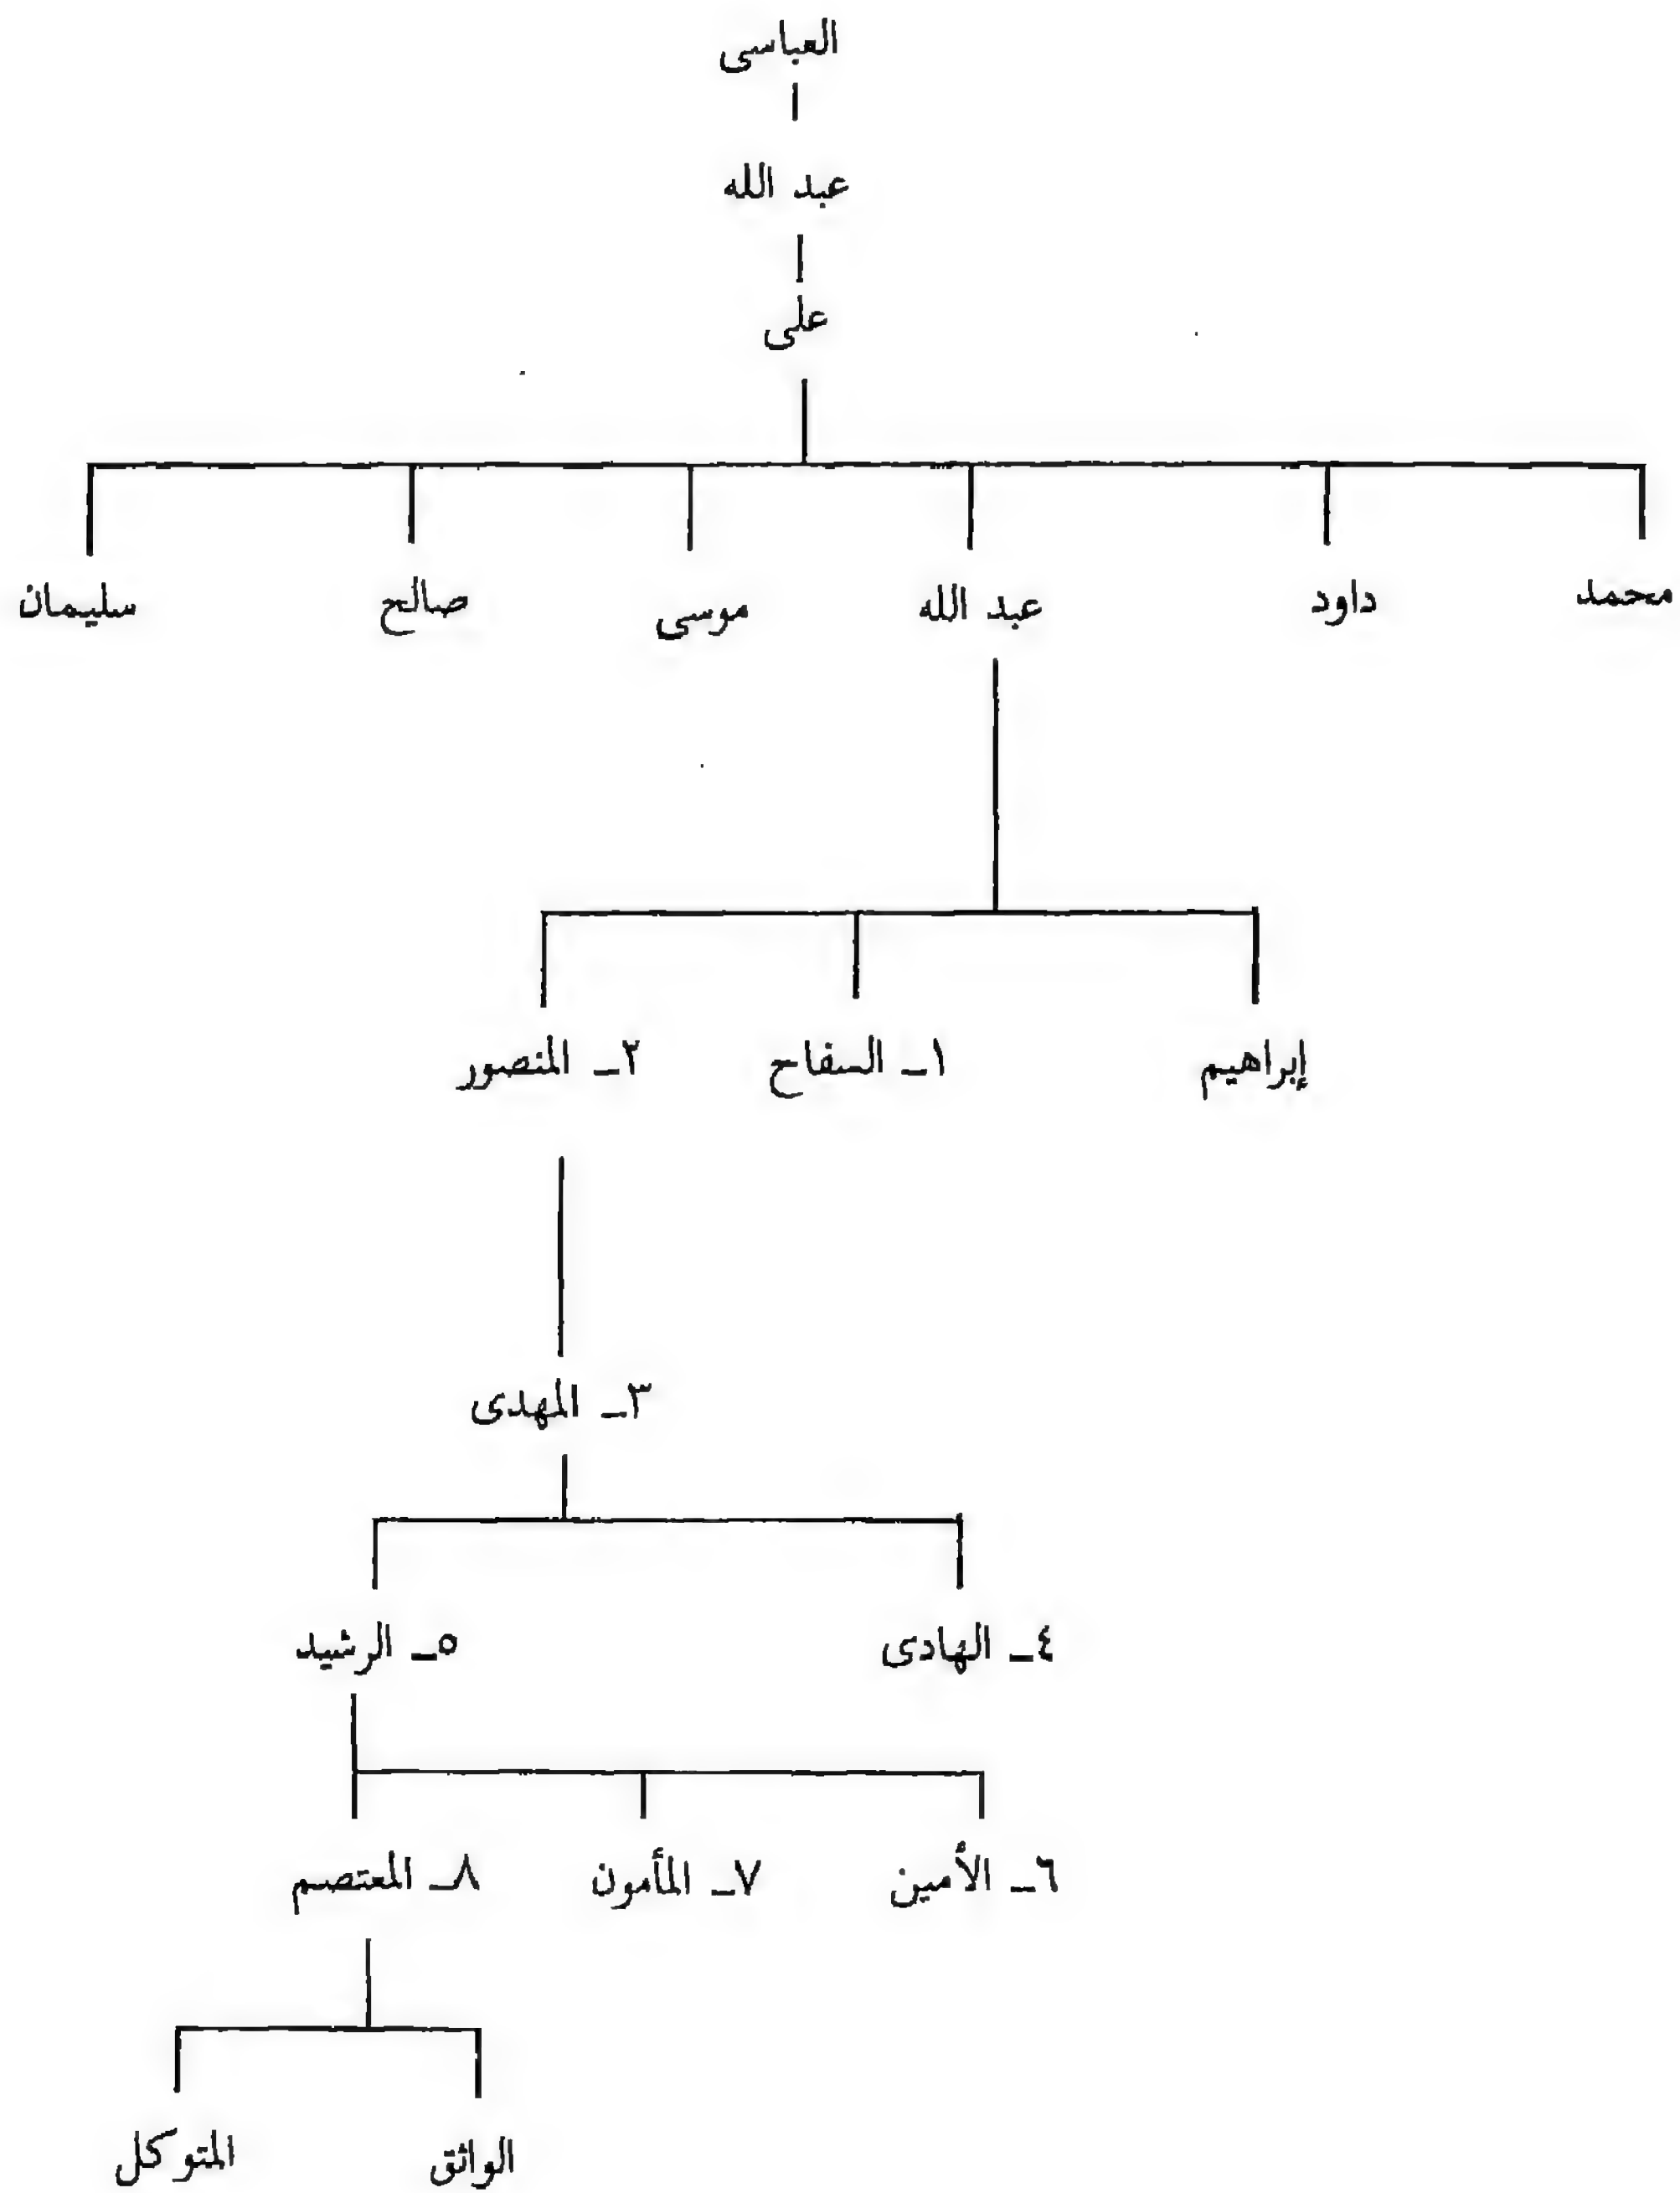 العباسى
عبد الله
على
محمد داود عبد الله موسى صالح سليمان
إبراهيم ١ـ السفاح ٢ـ المنصور
٣ـ المهدى
٤ـ الهادى ٥ـ الرشيد
٦ـ الأمين ٧ـ المأمون ٨ـ المعتصم
الواثق المتوكل